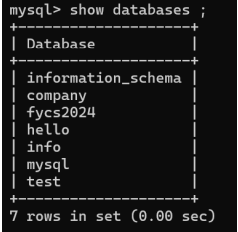 mysql> show databases ;
+--------------------+
| Database           |
+--------------------+
| information_schema |
| company            |
| fycs2024           |
| hello              |
| info               |
| mysql              |
| test               |
+--------------------+
7 rows in set (0.00 sec)